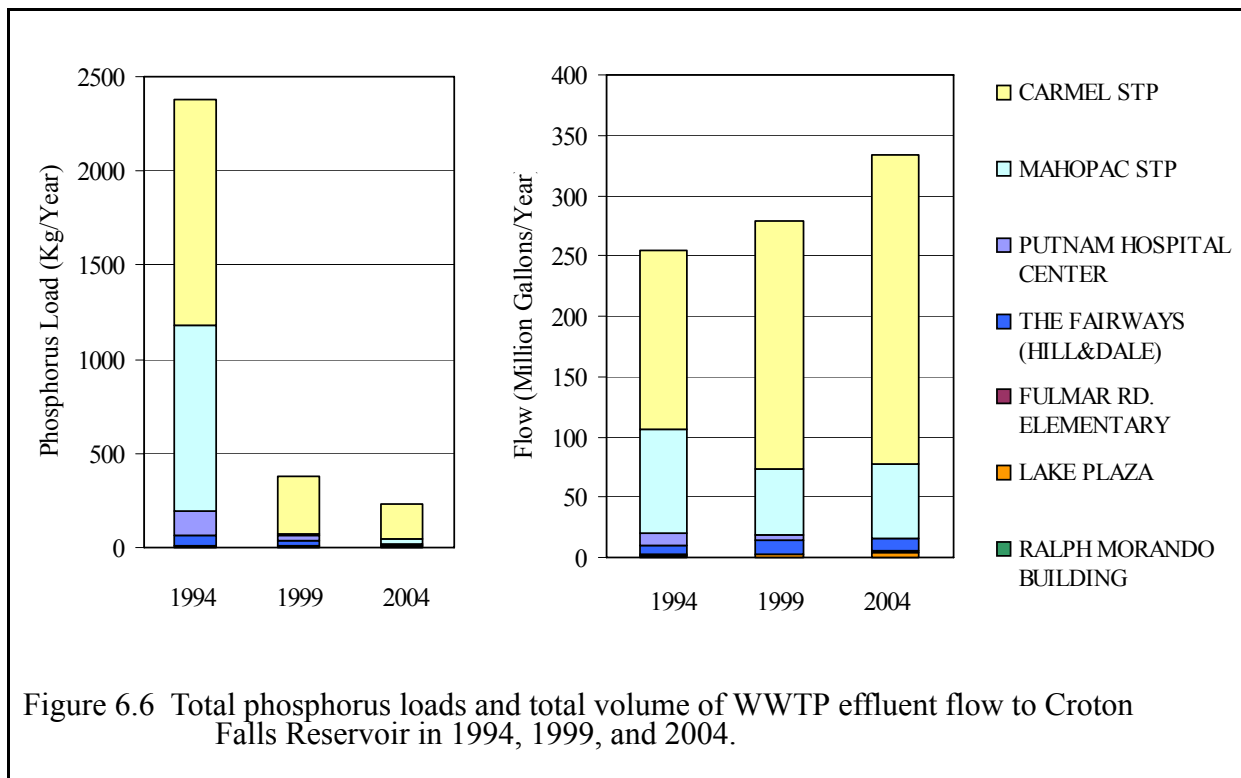 Phosphorus Load (Kg/Year)
2500
2000
1500
1000
500
0
1994
1999
2004
Flow (Million Gallons/Year)
400
350
300
250
200
150
100
50
0
1994
1999
2004
CARMEL STP
MAHOPAC STP
PUTNAM HOSPITAL
CENTER
THE FAIRWAYS
(HILL&DALE)
FULMAR RD.
ELEMENTARY
LAKE PLAZA
RALPH MORANDO
BUILDING
Figure 6.6 Total phosphorus loads and total volume of WWTP effluent flow to Croton
Falls Reservoir in 1994, 1999, and 2004.